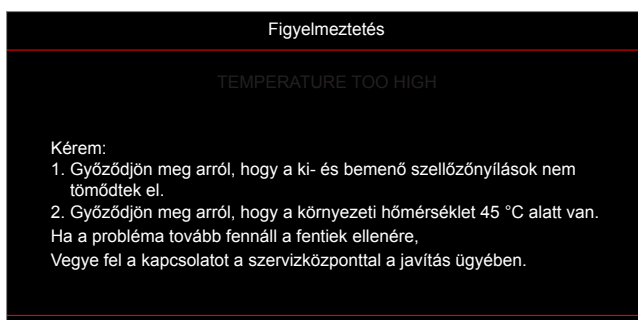 Figyelmeztetés
TEMPERATURE TOO HIGH
Kérem:
1. Győződjön meg arról, hogy a ki- és bemenő szellőzőnyílások nem
tömődtek el.
2. Győződjön meg arról, hogy a környezeti hőmérséklet 45 °C alatt van.
Ha a probléma tovább fennáll a fentiek ellenére,
Vegye fel a kapcsolatot a szervizközponttal a javítás ügyében.